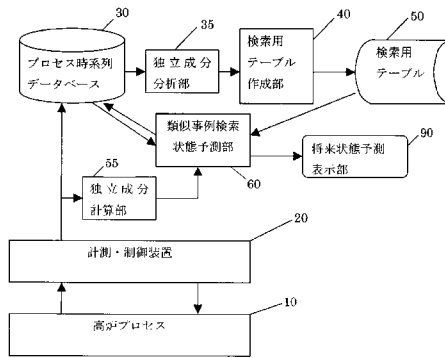 30
プロセス時系列
データベース
35
独立成分
分析部
40
検索用
テーブル
作成部
50
検索用
テーブル
類似事例検索
状態予測部
60
将来状態予測
表示部
90
55
独立成分
計算部
20
計測・制御装置
10
高炉プロセス